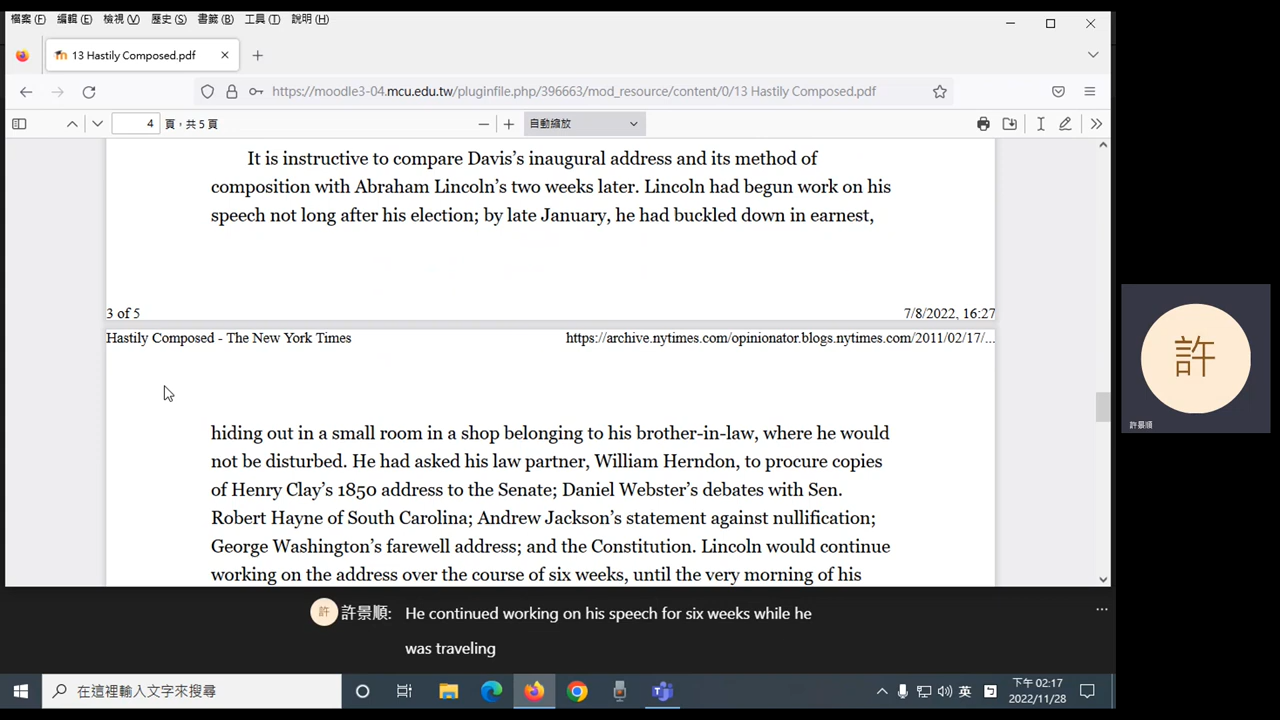 檔案 (F) 編輯 (E) 檢視 (V) 歷史 (S) 書籤 (B) 工具 (T) 說明 (H)
13 Hastily Composed.pdf
https://moodle3-04.mcu.edu.tw/pluginfile.php/396663/mod_resource/content/0/13 Hastily Composed.pdf
4 頁，共 5 頁
自動縮放
It is instructive to compare Davis's inaugural address and its method of
composition with Abraham Lincoln's two weeks later. Lincoln had begun work on his
speech not long after his election; by late January, he had buckled down in earnest,
3 of 5 7/8/2022, 16:27
Hastily Composed - The New York Times https://archive.nytimes.com/opinionator.blogs.nytimes.com/2011/02/17/...
hiding out in a small room in a shop belonging to his brother-in-law, where he would
not be disturbed. He had asked his law partner, William Herndon, to procure copies
of Henry Clay's 1850 address to the Senate; Daniel Webster's debates with Sen.
Robert Hayne of South Carolina; Andrew Jackson's statement against nullification;
George Washington's farewell address; and the Constitution. Lincoln would continue
working on the address over the course of six weeks, until the very morning of his
許
許景順
許 許景順: He continued working on his speech for six weeks while he
was traveling
在這裡輸入文字來搜尋
英
下午 02:17
2022/11/28